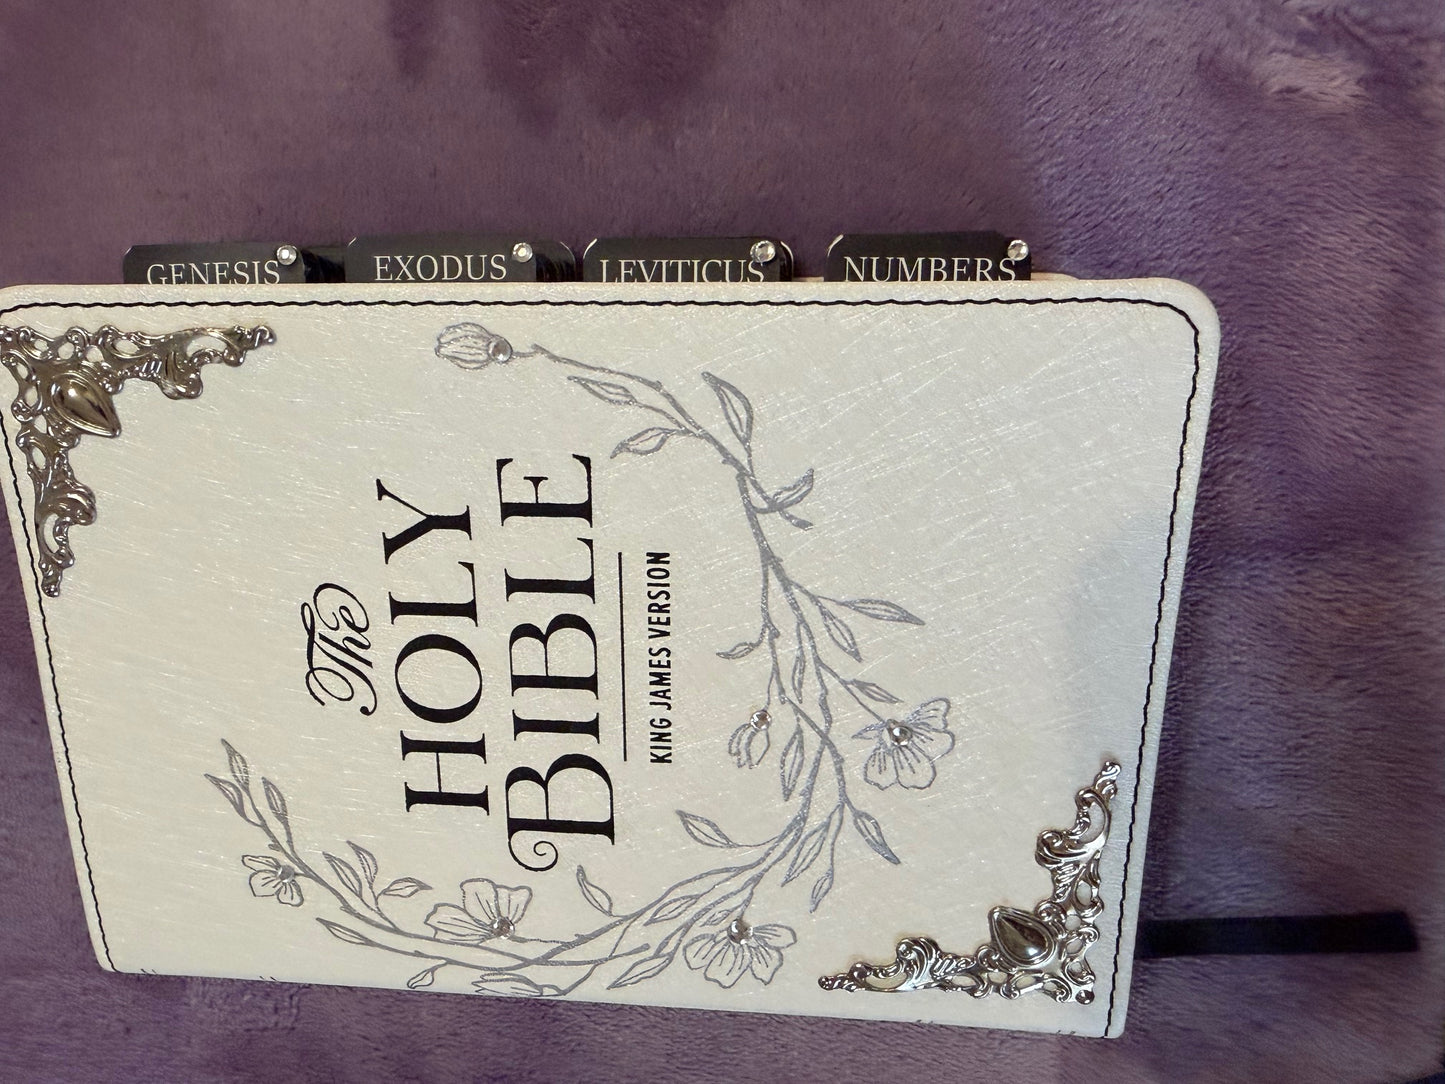 The
HOLY
BIBLE
KING JAMES VERSION
GENESIS
EXODUS
LEVITICUS
NUMBERS